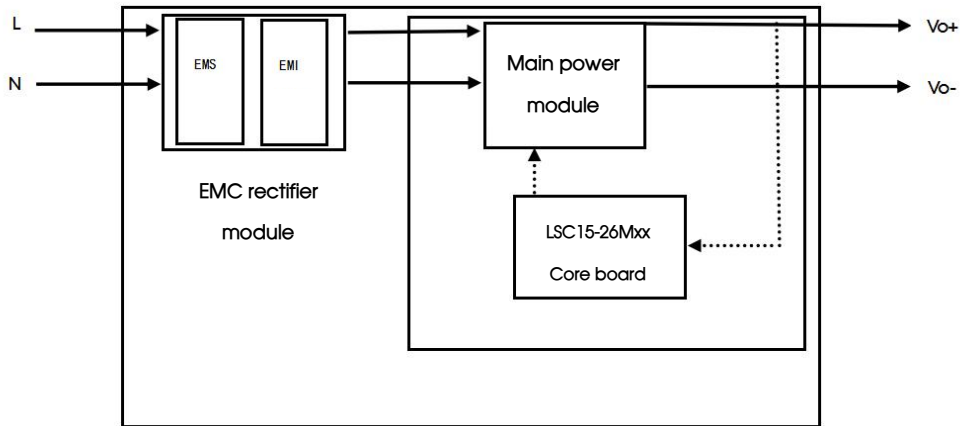 L
Vo+
N
Vo-
EMS
EMI
Main power
module
EMC rectifier
module
LSC15-26Mxx
Core board